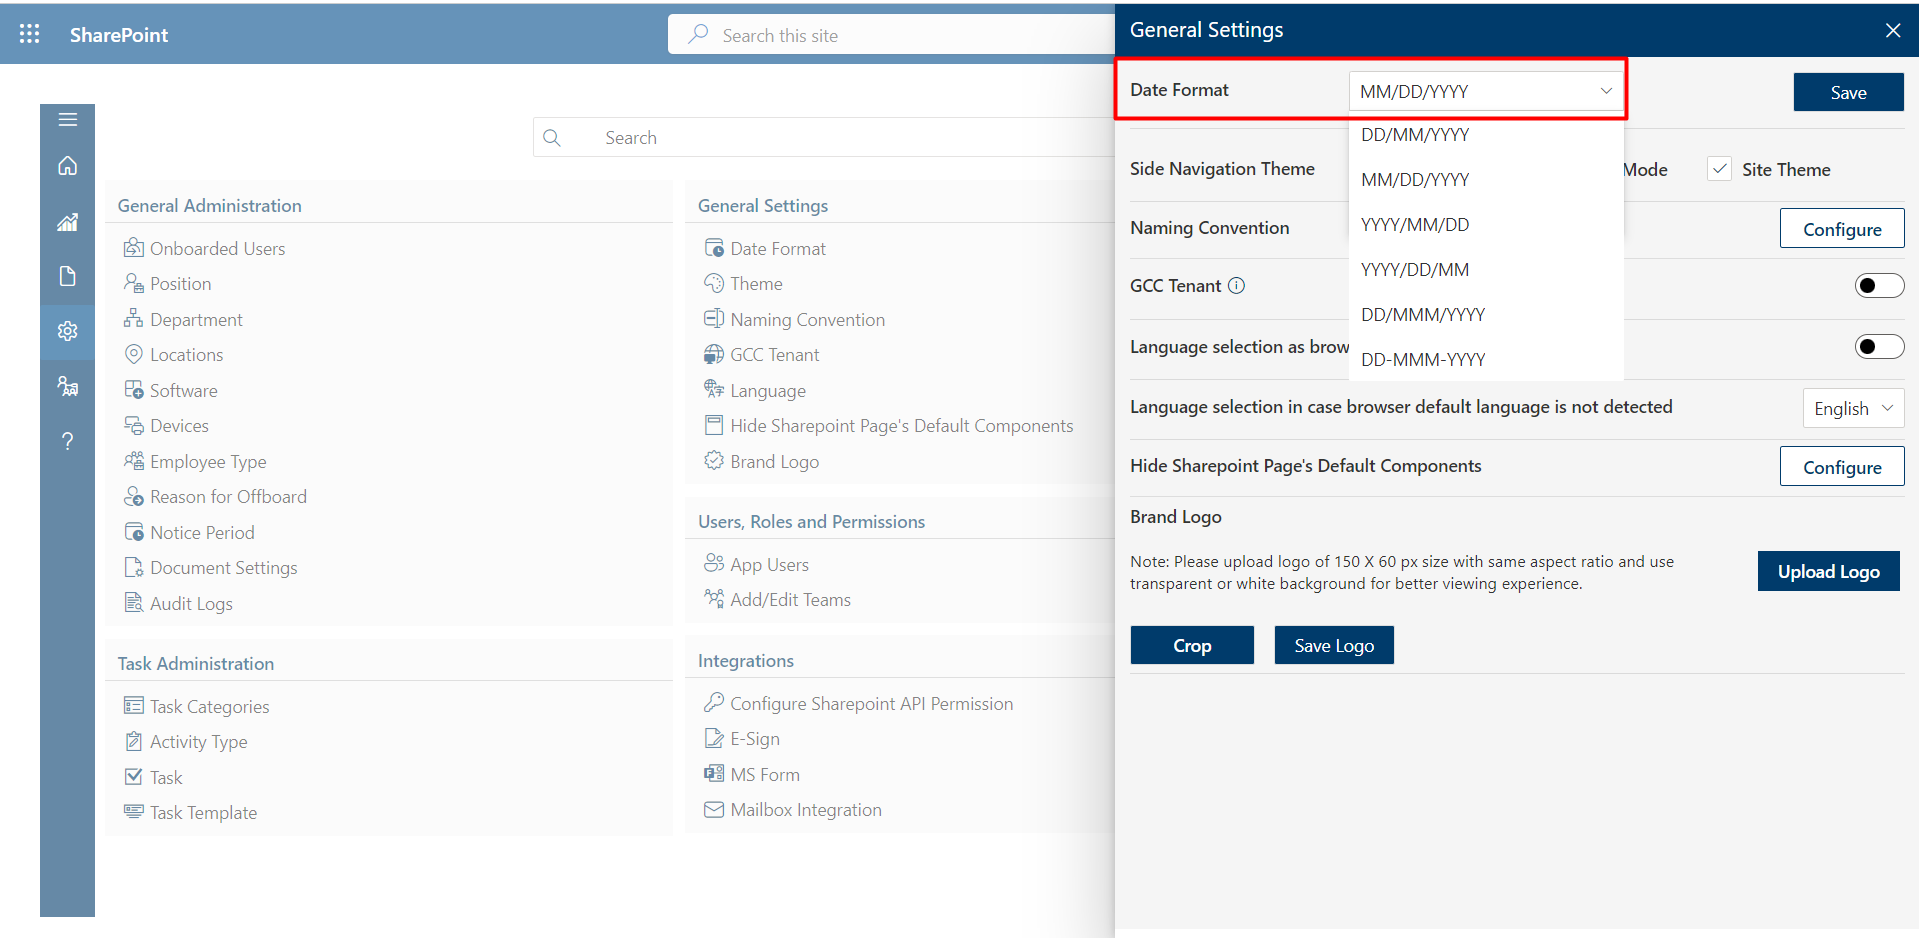 SharePoint
Search this site
Search
General Administration
Onboarded Users
Position
Department
Locations
Software
Devices
Employee Type
Reason for Offboard
Notice Period
Document Settings
Audit Logs
Task Administration
Task Categories
Activity Type
Task
Task Template
General Settings
Date Format
Theme
Naming Convention
GCC Tenant
Language
Hide Sharepoint Page's Default Components
Brand Logo
Users, Roles and Permissions
App Users
Add/Edit Teams
Integrations
Configure Sharepoint API Permission
E-Sign
MS Form
Mailbox Integration
General Settings
Date Format
MM/DD/YYYY
Save
DD/MM/YYYY
MM/DD/YYYY
YYYY/MM/DD
YYYY/DD/MM
DD/MMM/YYYY
DD-MMM-YYYY
Side Navigation Theme
Mode
Site Theme
Naming Convention
Configure
GCC Tenant
Language selection as brow
Language selection in case browser default language is not detected
English
Hide Sharepoint Page's Default Components
Configure
Brand Logo
Note: Please upload logo of 150 X 60 px size with same aspect ratio and use
transparent or white background for better viewing experience.
Upload Logo
Crop
Save Logo